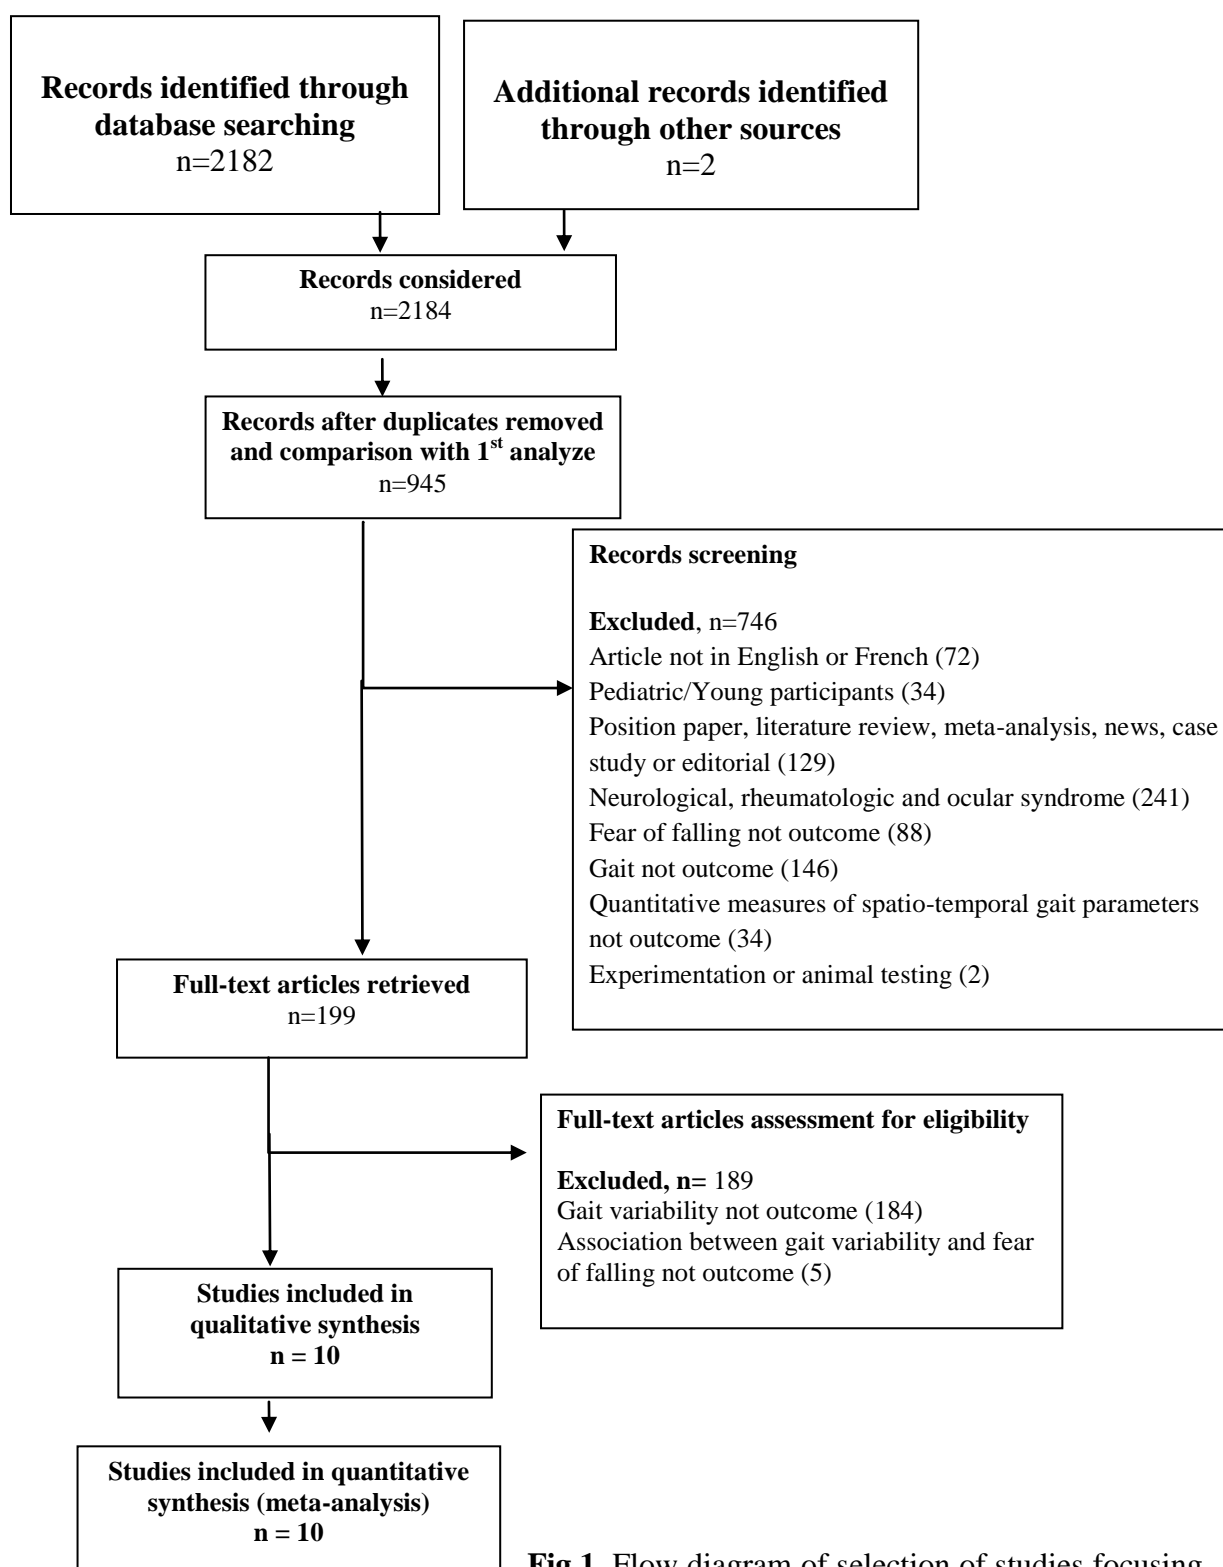 Records identified through
database searching
n=2182
Additional records identified
through other sources
n=2
Records considered
n=2184
Records after duplicates removed
and comparison with 1st analyze
n=945
Records screening
Excluded, n=746
Article not in English or French (72)
Pediatric/Young participants (34)
Position paper, literature review, meta-analysis, news, case
study or editorial (129)
Neurological, rheumatologic and ocular syndrome (241)
Fear of falling not outcome (88)
Gait not outcome (146)
Quantitative measures of spatio-temporal gait parameters
not outcome (34)
Experimentation or animal testing (2)
Full-text articles retrieved
n=199
Full-text articles assessment for eligibility
Excluded, n= 189
Gait variability not outcome (184)
Association between gait variability and fear
of falling not outcome (5)
Studies included in
qualitative synthesis
n = 10
Studies included in quantitative
synthesis (meta-analysis)
n = 10
Fig 1. Flow diagram of selection of studies focusing